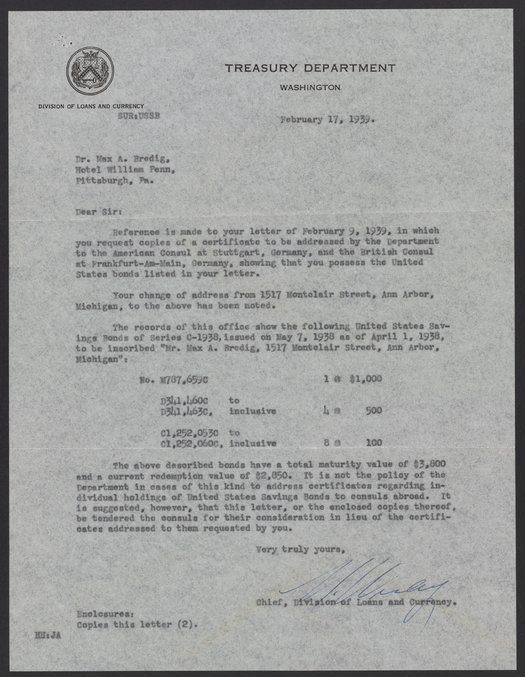 TREASURY DEPARTMENT
WASHINGTON
DIVISION OF LOANS AND CURRENCY
SUR:USSB
February 17, 1939.
Dr. Max A. Bredig,
Hotel William Penn,
Pittsburgh, Pa.
Dear Sir:
Reference is made to your letter of February 9, 1939, in which
you request copies of a certificate to be addressed by the Department
to the American Consul at Stuttgart, Germany, and the British Consul
at Frankfurt-Am-Main, Germany, showing that you possess the United
States bonds listed in your letter.
Your change of address from 1517 Montclair Street, Ann Arbor,
Michigan, to the above has been noted.
The records of this office show the following United States Sav-
ings Bonds of Series C-1938, issued on May 7, 1938 as of April 1, 1938,
to be inscribed "Mr. Max A. Bredig, 1517 Montclair Street, Ann Arbor,
Michigan":
No. M787,659C 1 @ $1,000
D341,460C to
D341,463C, inclusive 4 @ 500
C1,252,053C to
C1,252,060C, inclusive 8 @ 100
The above described bonds have a total maturity value of $3,800
and a current redemption value of $2,850. It is not the policy of the
Department in cases of this kind to address certificates regarding in-
dividual holdings of United States Savings Bonds to consuls abroad. It
is suggested, however, that this letter, or the enclosed copies thereof,
be tendered the consuls for their consideration in lieu of the certifi-
cates addressed to them requested by you.
Very truly yours,
Chief, Division of Loans and Currency.
Enclosures:
Copies this letter (2).
HH:JA